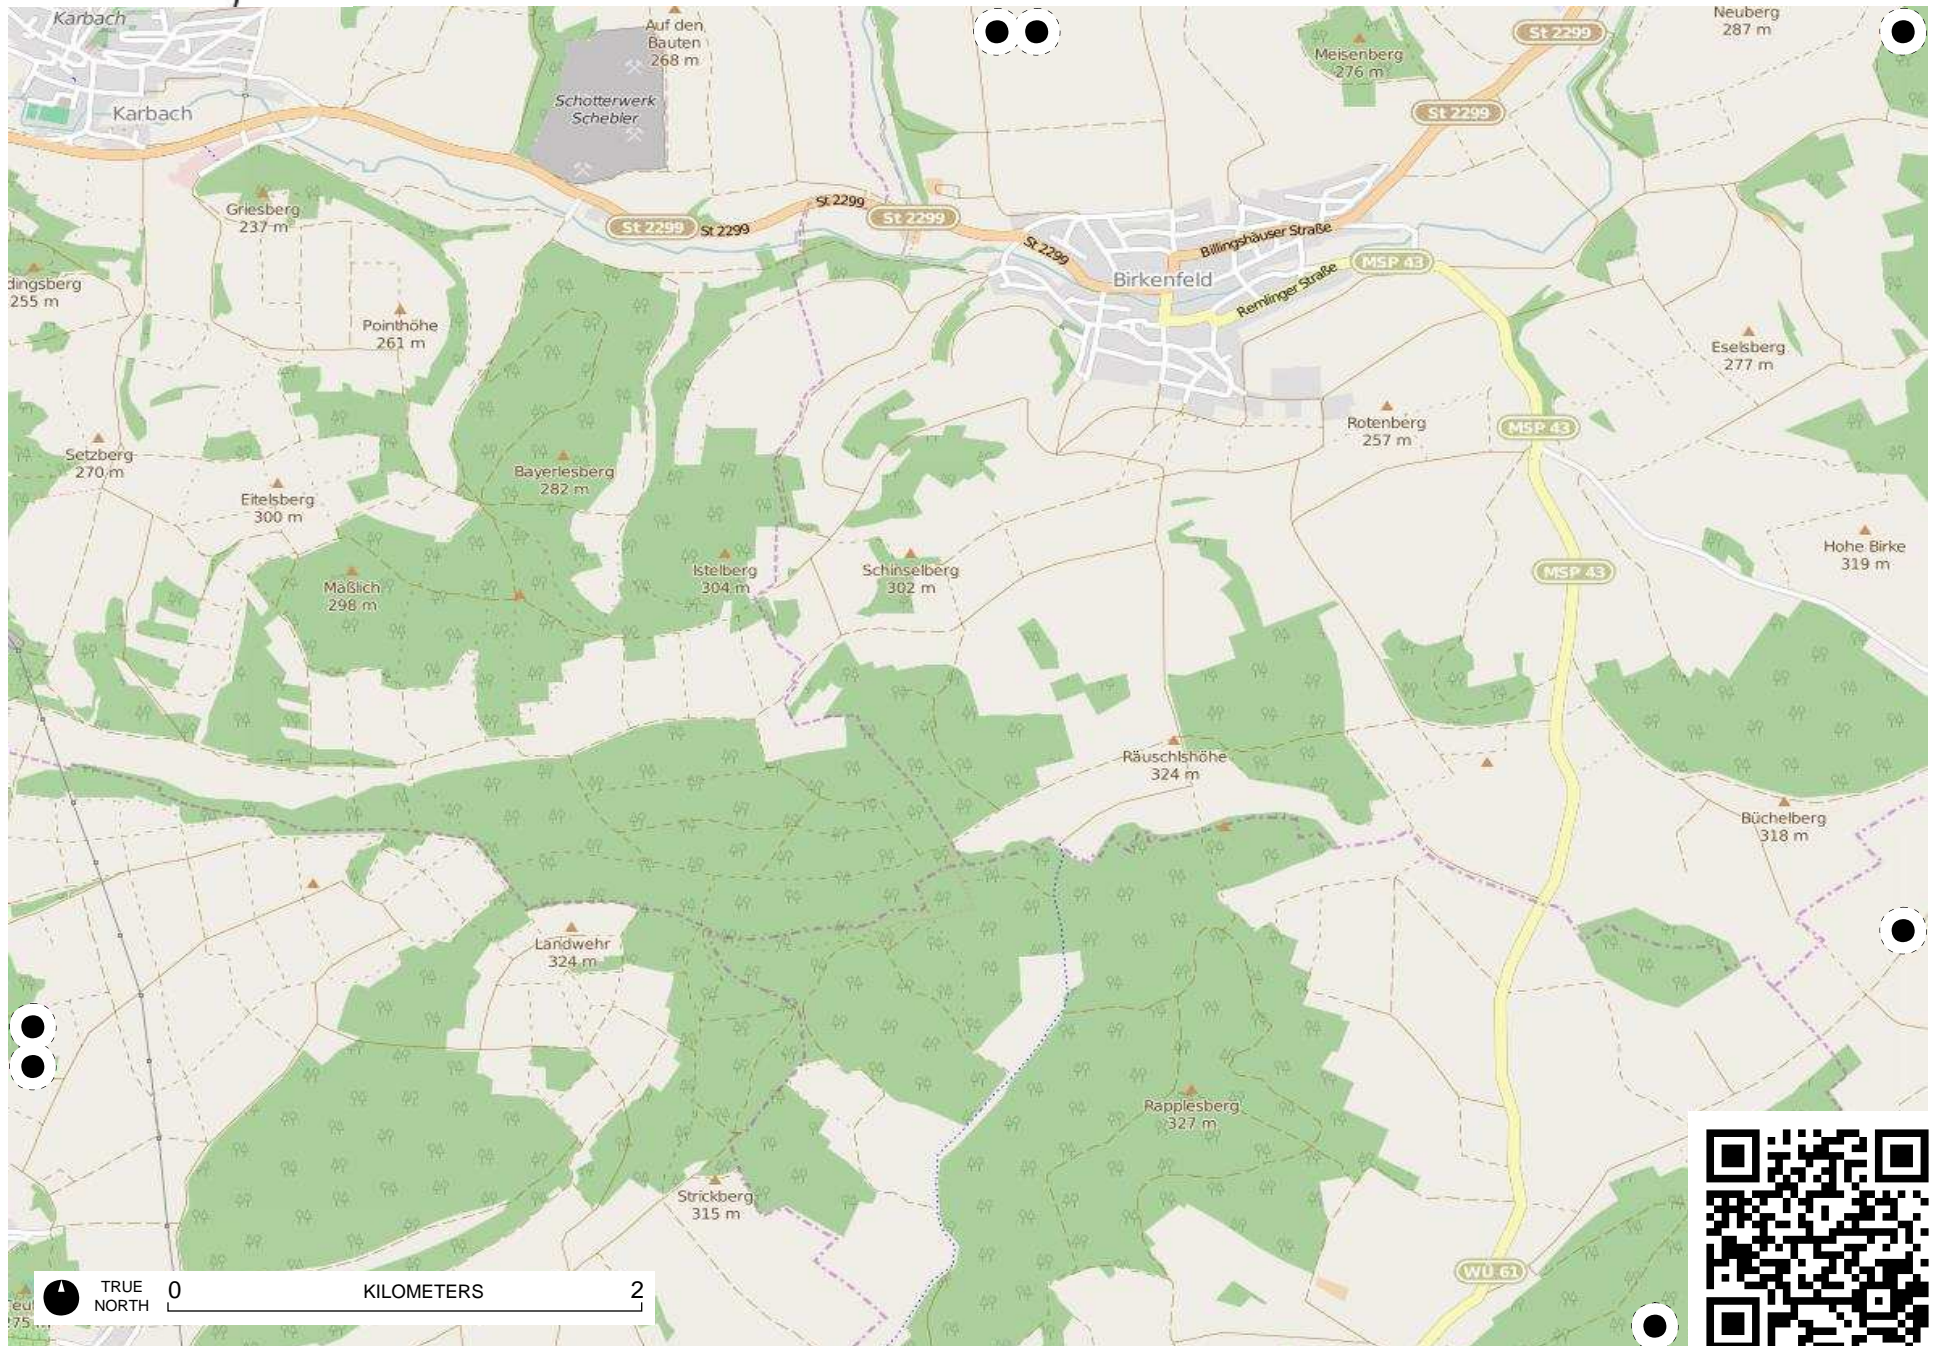 Karbach
Auf den
Bauten
268 m
St 2299
Neuberg
287 m
Meisenberg
276 m
Schotterwerk
Schebler
Karbach
St 2299
Griesberg
237 m
St 2299
St 2299
St 2299
St 2299
St 2299
Billingshäuser Straße
MSP 43
Birkenfeld
Remlinger Straße
dingsberg
255 m
Pointhöhe
261 m
Eselsberg
277 m
Rotenberg
257 m
MSP 43
Setzberg
270 m
Bayerlesberg
282 m
Eitelsberg
300 m
Hohe Birke
319 m
Istelberg
304 m
Schinselberg
302 m
MSP 43
Mäßlich
298 m
Räuschlshöhe
324 m
Büchelberg
318 m
Landwehr
324 m
Rapplesberg
327 m
Strickberg
315 m
WÜ 61
TRUE
NORTH
0
KILOMETERS
2